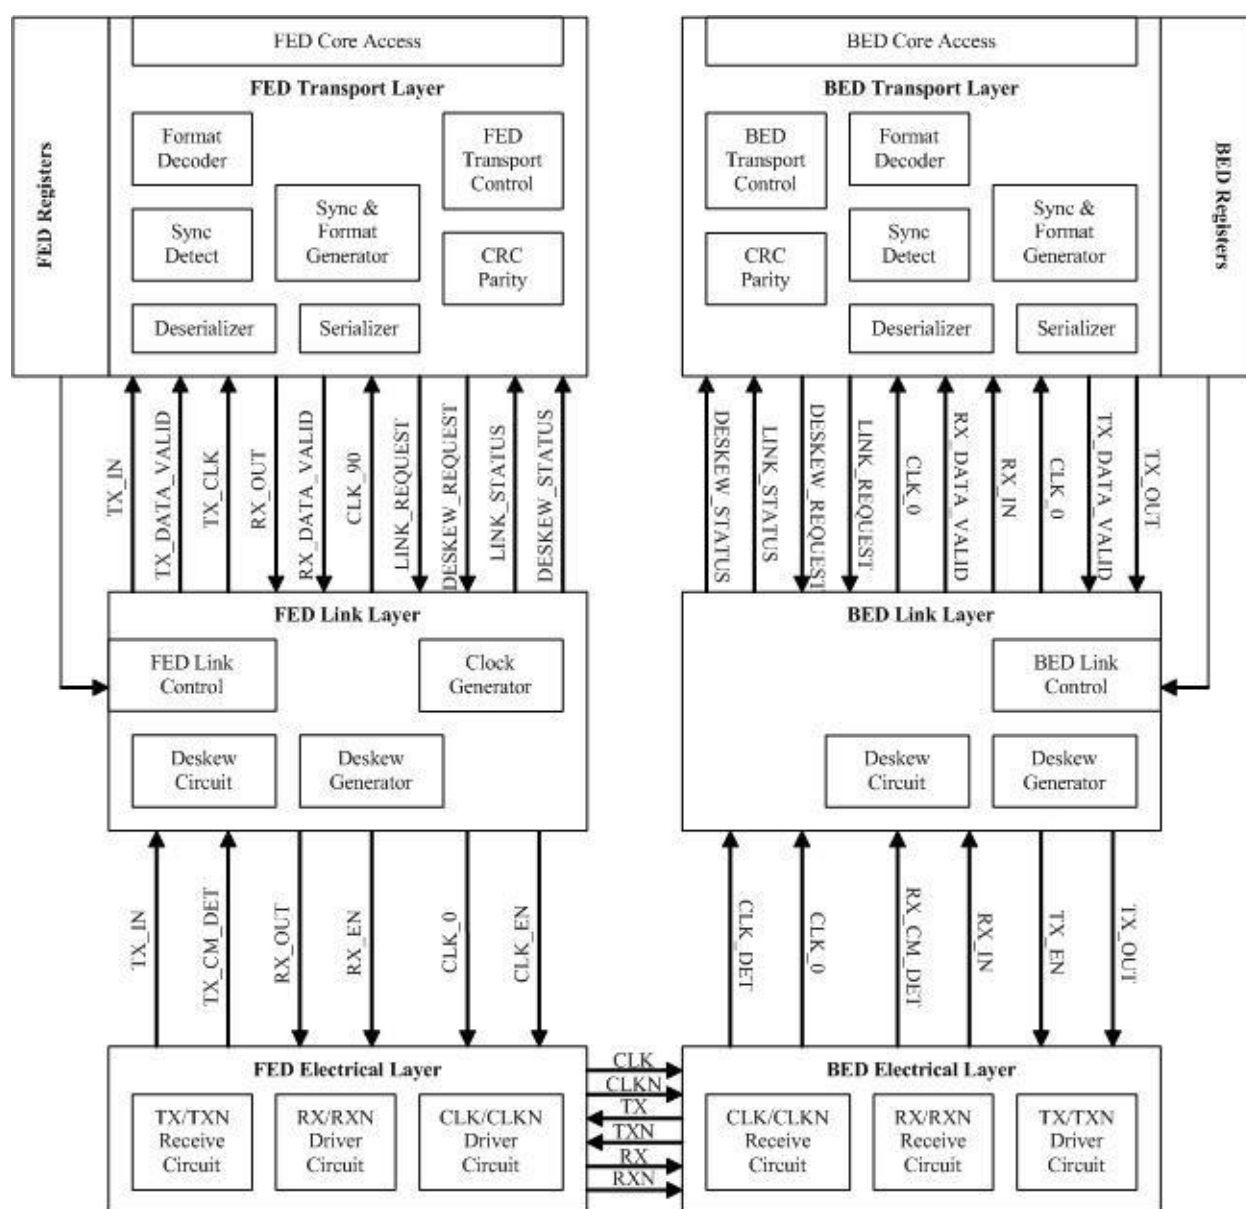 FED Core Access
FED Transport Layer
FED Registers
Format
Decoder
FED
Transport
Control
Sync &
Format
Generator
Sync
Detect
CRC
Parity
Deserializer
Serializer
BED Core Access
BED Transport Layer
BED Registers
BED
Transport
Control
Format
Decoder
Sync &
Format
Generator
Sync
Detect
CRC
Parity
Deserializer
Serializer
TX_IN
TX_DATA_VALID
TX_CLK
RX_OUT
RX_DATA_VALID
CLK_90
LINK_REQUEST
DESKEW_REQUEST
LINK_STATUS
DESKEW_STATUS
DESKEW_STATUS
LINK_STATUS
DESKEW_REQUEST
LINK_REQUEST
CLK_0
RX_DATA_VALID
RX_IN
CLK_0
TX_DATA_VALID
TX_OUT
FED Link Layer
FED Link
Control
Clock
Generator
Deskew
Circuit
Deskew
Generator
BED Link Layer
BED Link
Control
Deskew
Circuit
Deskew
Generator
TX_IN
TX_CM_DET
RX_OUT
RX_EN
CLK_0
CLK_EN
CLK_DET
CLK_0
RX_CM_DET
RX_IN
TX_EN
TX_OUT
FED Electrical Layer
TX/TXN
Receive
Circuit
RX/RXN
Driver
Circuit
CLK/CLKN
Driver
Circuit
CLK
CLKN
TX
TXN
RX
RXN
BED Electrical Layer
CLK/CLKN
Receive
Circuit
RX/RXN
Receive
Circuit
TX/TXN
Driver
Circuit